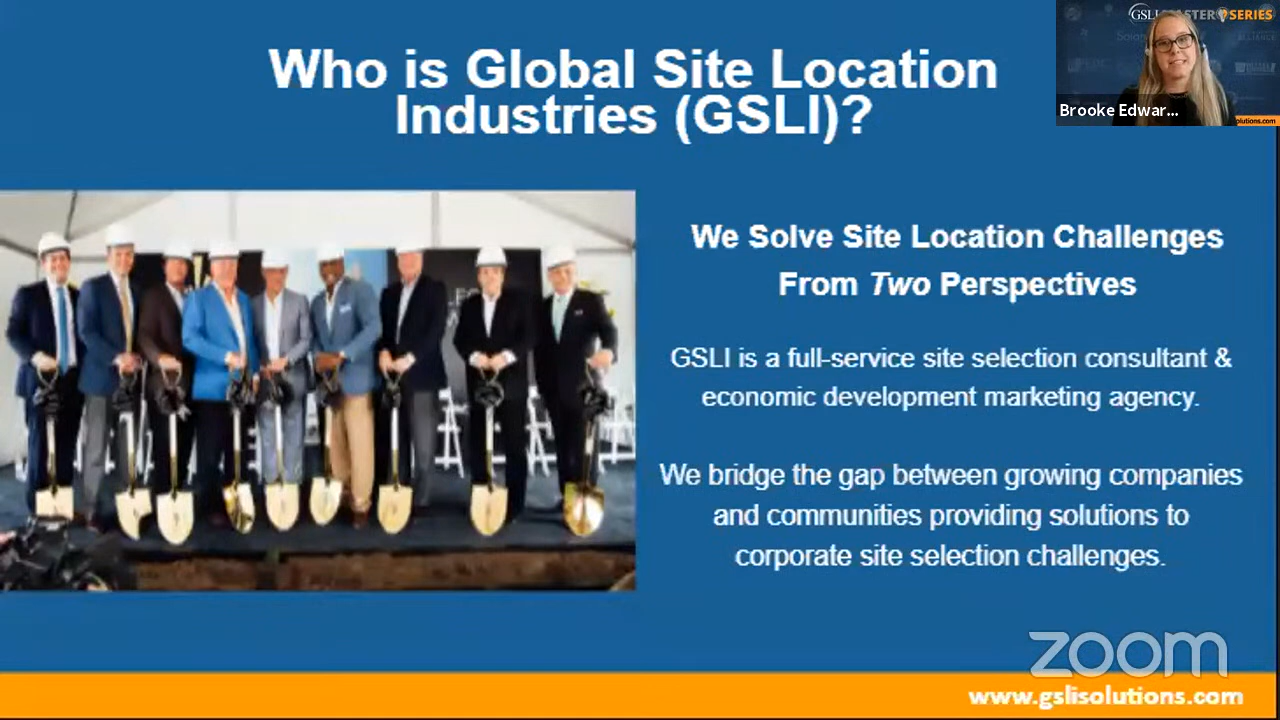 Who is Global Site Location
Industries (GSLI)?
GSLI MASTER SERIES
Brooke Edwar...
We Solve Site Location Challenges
From Two Perspectives
GSLI is a full-service site selection consultant &
economic development marketing agency.
We bridge the gap between growing companies
and communities providing solutions to
corporate site selection challenges.
zoom
www.gslisolutions.com